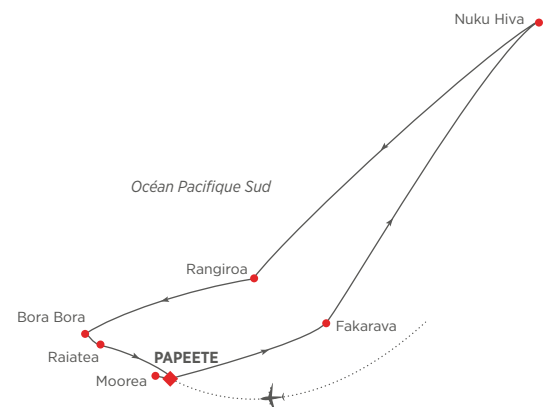 Nuku Hiva
Océan Pacifique Sud
Rangiroa
Bora Bora
Fakarava
Raiatea
PAPEETE
Moorea